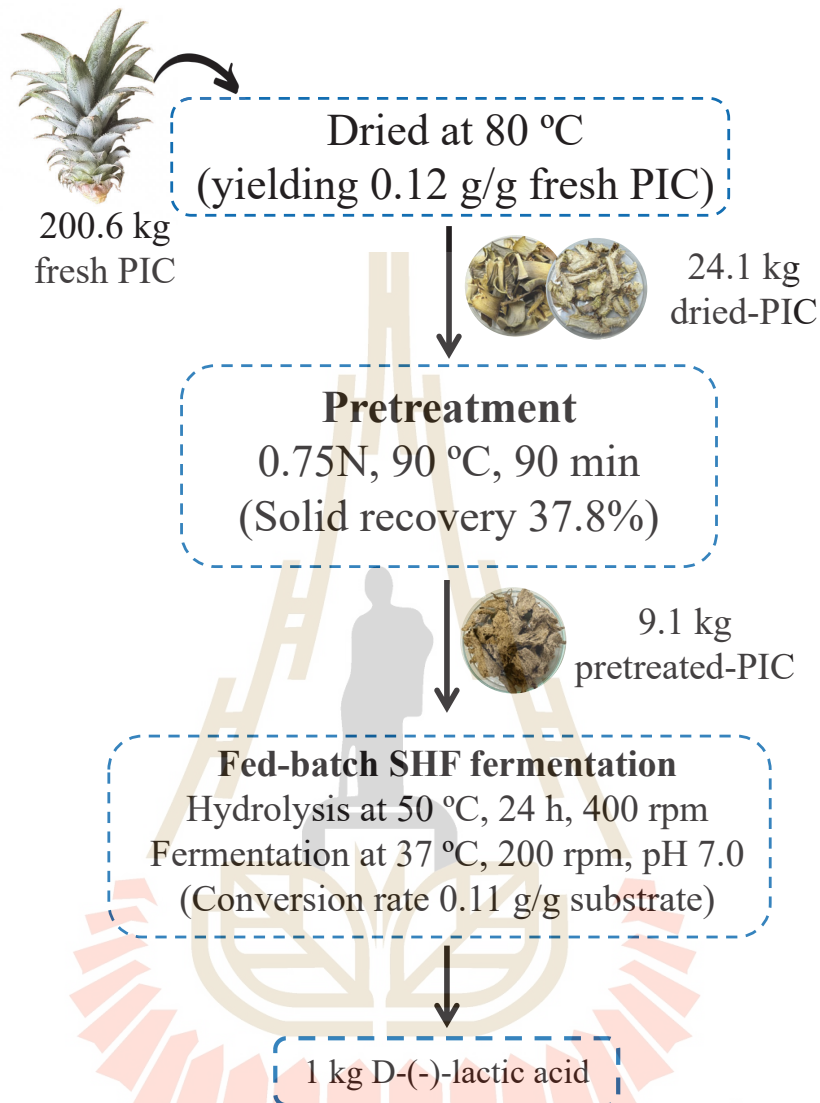 Dried at 80 ºC
(yielding 0.12 g/g fresh PIC)
200.6 kg
fresh PIC
24.1 kg
dried-PIC
Pretreatment
0.75N, 90 ºC, 90 min
(Solid recovery 37.8%)
9.1 kg
pretreated-PIC
Fed-batch SHF fermentation
Hydrolysis at 50 ºC, 24 h, 400 rpm
Fermentation at 37 ºC, 200 rpm, pH 7.0
(Conversion rate 0.11 g/g substrate)
1 kg D-(-)-lactic acid